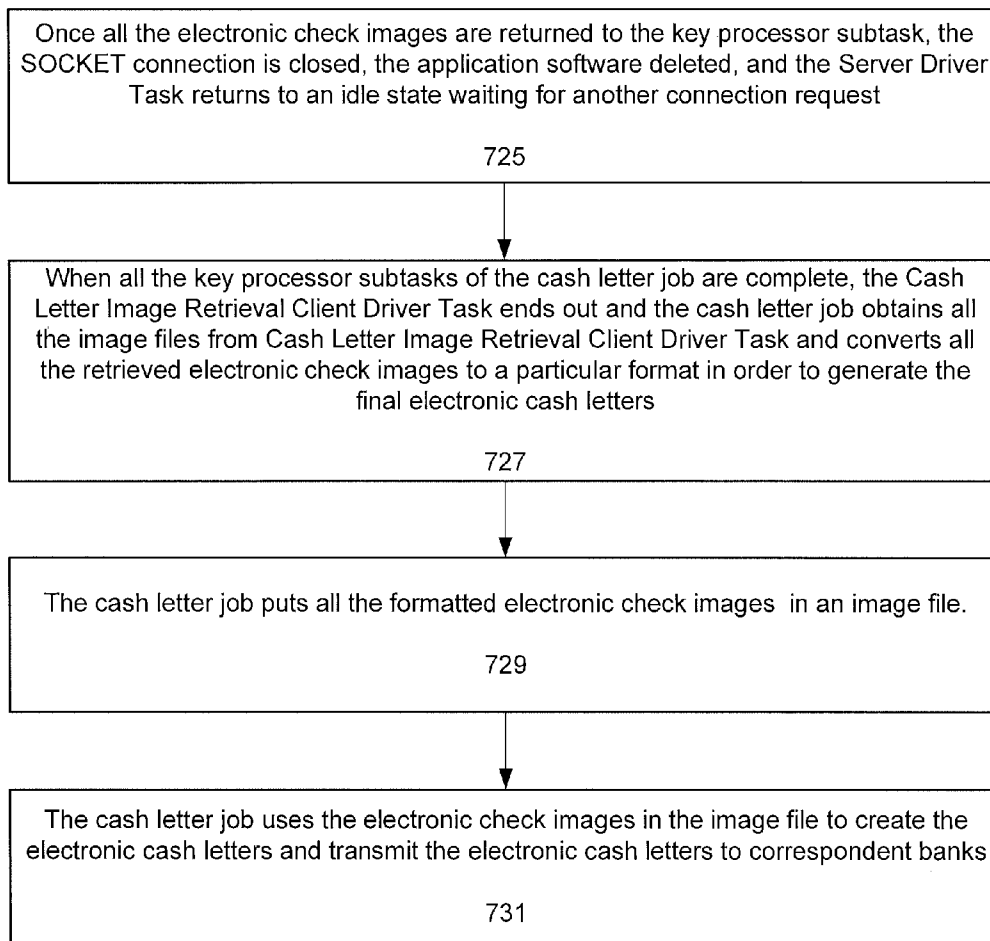 Once all the electronic check images are returned to the key processor subtask, the
SOCKET connection is closed, the application software deleted, and the Server Driver
Task returns to an idle state waiting for another connection request
725
When all the key processor subtasks of the cash letter job are complete, the Cash
Letter Image Retrieval Client Driver Task ends out and the cash letter job obtains all
the image files from Cash Letter Image Retrieval Client Driver Task and converts all
the retrieved electronic check images to a particular format in order to generate the
final electronic cash letters
727
The cash letter job puts all the formatted electronic check images in an image file.
729
The cash letter job uses the electronic check images in the image file to create the
electronic cash letters and transmit the electronic cash letters to correspondent banks
731